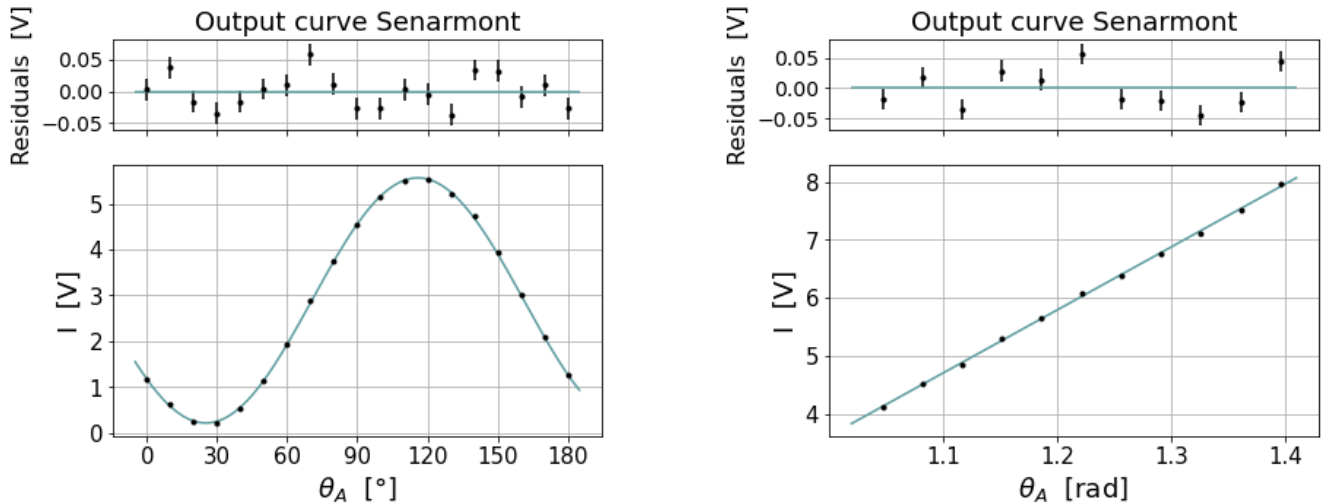 Output curve Senarmont
Residuals [V]
0.05
0.00
−0.05
I [V]
5
4
3
2
1
0
0 30 60 90 120 150 180
θ_A [°]
Output curve Senarmont
Residuals [V]
0.05
0.00
−0.05
I [V]
8
7
6
5
4
1.1 1.2 1.3 1.4
θ_A [rad]